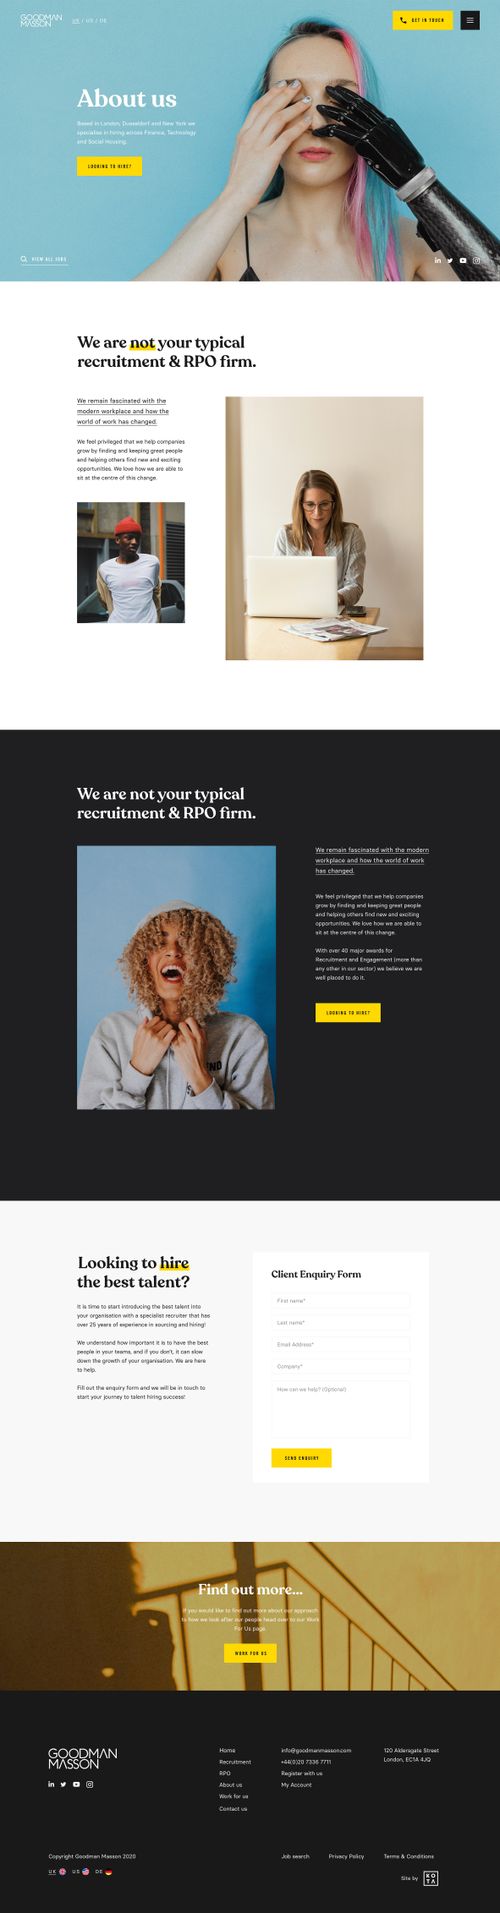 GOODMAN
MASSON
UK / US / DE
GET IN TOUCH
About us
Based in London, Dusseldorf and New York we
specialise in hiring across Finance, Technology
and Social Housing.
LOOKING TO HIRE?
VIEW ALL JOBS
We are not your typical
recruitment & RPO firm.
We remain fascinated with the
modern workplace and how the
world of work has changed.
We feel privileged that we help companies
grow by finding and keeping great people
and helping others find new and exciting
opportunities. We love how we are able to
sit at the centre of this change.
We are not your typical
recruitment & RPO firm.
We remain fascinated with the modern
workplace and how the world of work
has changed.
We feel privileged that we help companies
grow by finding and keeping great people
and helping others find new and exciting
opportunities. We love how we are able to
sit at the centre of this change.
With over 40 major awards for
Recruitment and Engagement (more than
any other in our sector) we believe we are
well placed to do it.
LOOKING TO HIRE?
Looking to hire
the best talent?
It is time to start introducing the best talent into
your organisation with a specialist recruiter that has
over 25 years of experience in sourcing and hiring!
We understand how important it is to have the best
people in your teams, and if you don't, it can slow
down the growth of your organisation. We are here
to help.
Fill out the enquiry form and we will be in touch to
start your journey to talent hiring success!
Client Enquiry Form
First name*
Last name*
Email Address*
Company*
How can we help? (Optional)
SEND ENQUIRY
Find out more...
If you would like to find out more about our approach
to how we look after our people head over to our Work
For Us page.
WORK FOR US
GOODMAN
MASSON
Home
Recruitment
RPO
About us
Work for us
Contact us
info@goodmanmasson.com
+44(0)20 7336 7711
Register with us
My Account
120 Aldersgate Street
London, EC1A 4JQ
Copyright Goodman Masson 2020
Job search
Privacy Policy
Terms & Conditions
UK US DE
Site by
KO
TA